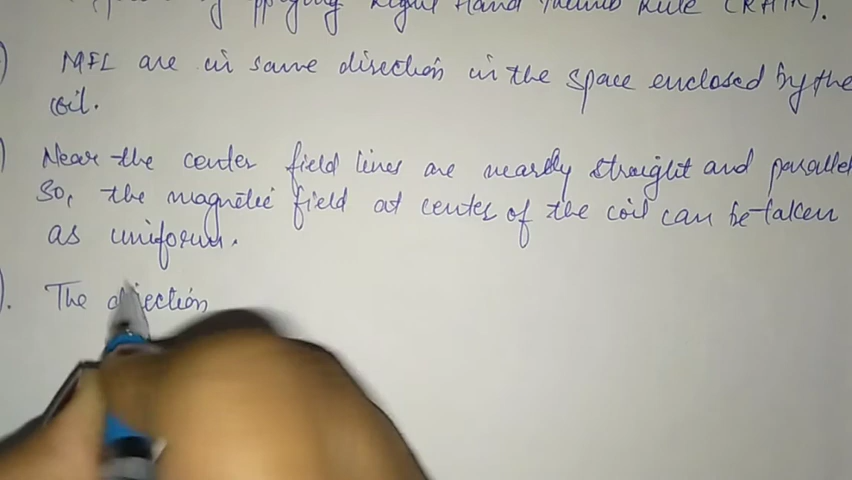 applying Right Hand Thumb Rule (RHTR).
) MFL are in same direction in the space enclosed by the
coil.
) Near the center field lines are nearly straight and parallel
So, the magnetic field at center of the coil can be taken
as uniform.
). The direction